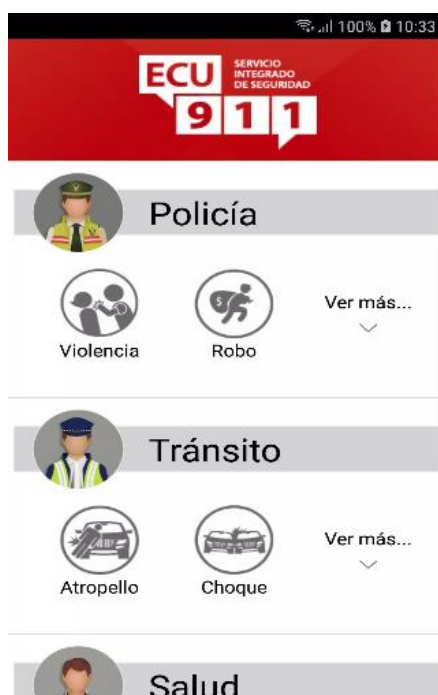 100% 10:33
ECU
911
SERVICIO
INTEGRADO
DE SEGURIDAD
Policía
Violencia
Robo
Ver más...
Tránsito
Atropello
Choque
Ver más...
Salud